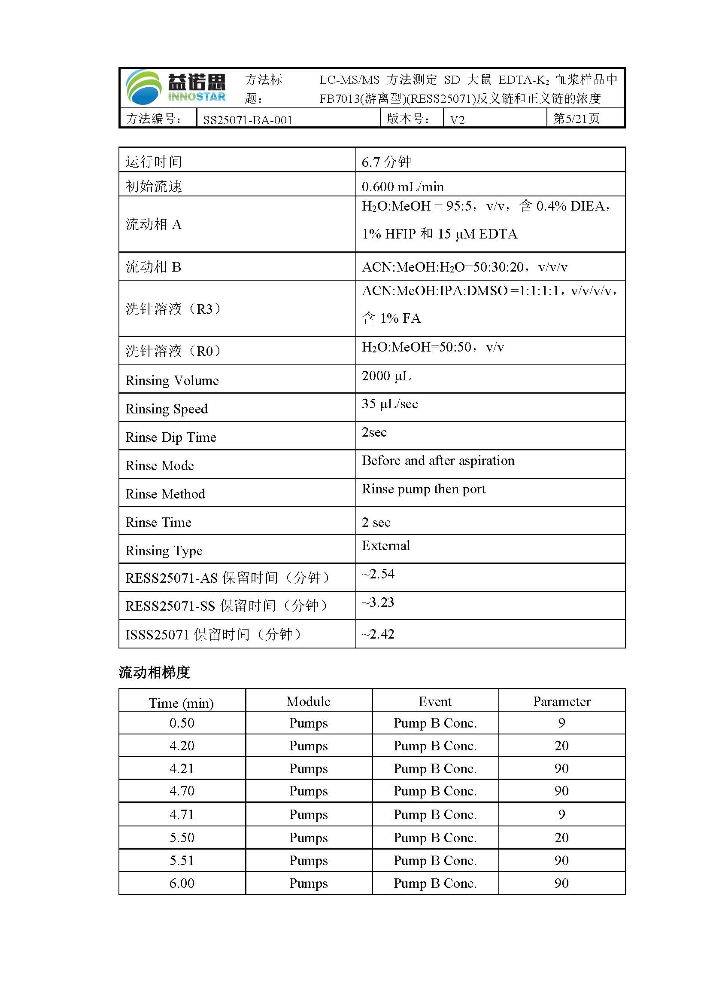 益诺思
INNOSTAR
方法标
题：
LC-MS/MS 方法测定 SD 大鼠 EDTA-K₂ 血浆样品中
FB7013(游离型)(RESS25071)反义链和正义链的浓度
方法编号： SS25071-BA-001 版本号： V2 第5/21页
运行时间 6.7 分钟
初始流速 0.600 mL/min
流动相 A
H₂O:MeOH = 95:5，v/v，含 0.4% DIEA，
1% HFIP 和 15 μM EDTA
流动相 B ACN:MeOH:H₂O=50:30:20，v/v/v
洗针溶液（R3）
ACN:MeOH:IPA:DMSO =1:1:1:1，v/v/v/v，
含 1% FA
洗针溶液（R0） H₂O:MeOH=50:50，v/v
Rinsing Volume 2000 μL
Rinsing Speed 35 μL/sec
Rinse Dip Time 2sec
Rinse Mode Before and after aspiration
Rinse Method Rinse pump then port
Rinse Time 2 sec
Rinsing Type External
RESS25071-AS 保留时间（分钟） ~2.54
RESS25071-SS 保留时间（分钟） ~3.23
ISSS25071 保留时间（分钟） ~2.42
流动相梯度
Time (min) Module Event Parameter
0.50 Pumps Pump B Conc. 9
4.20 Pumps Pump B Conc. 20
4.21 Pumps Pump B Conc. 90
4.70 Pumps Pump B Conc. 90
4.71 Pumps Pump B Conc. 9
5.50 Pumps Pump B Conc. 20
5.51 Pumps Pump B Conc. 90
6.00 Pumps Pump B Conc. 90